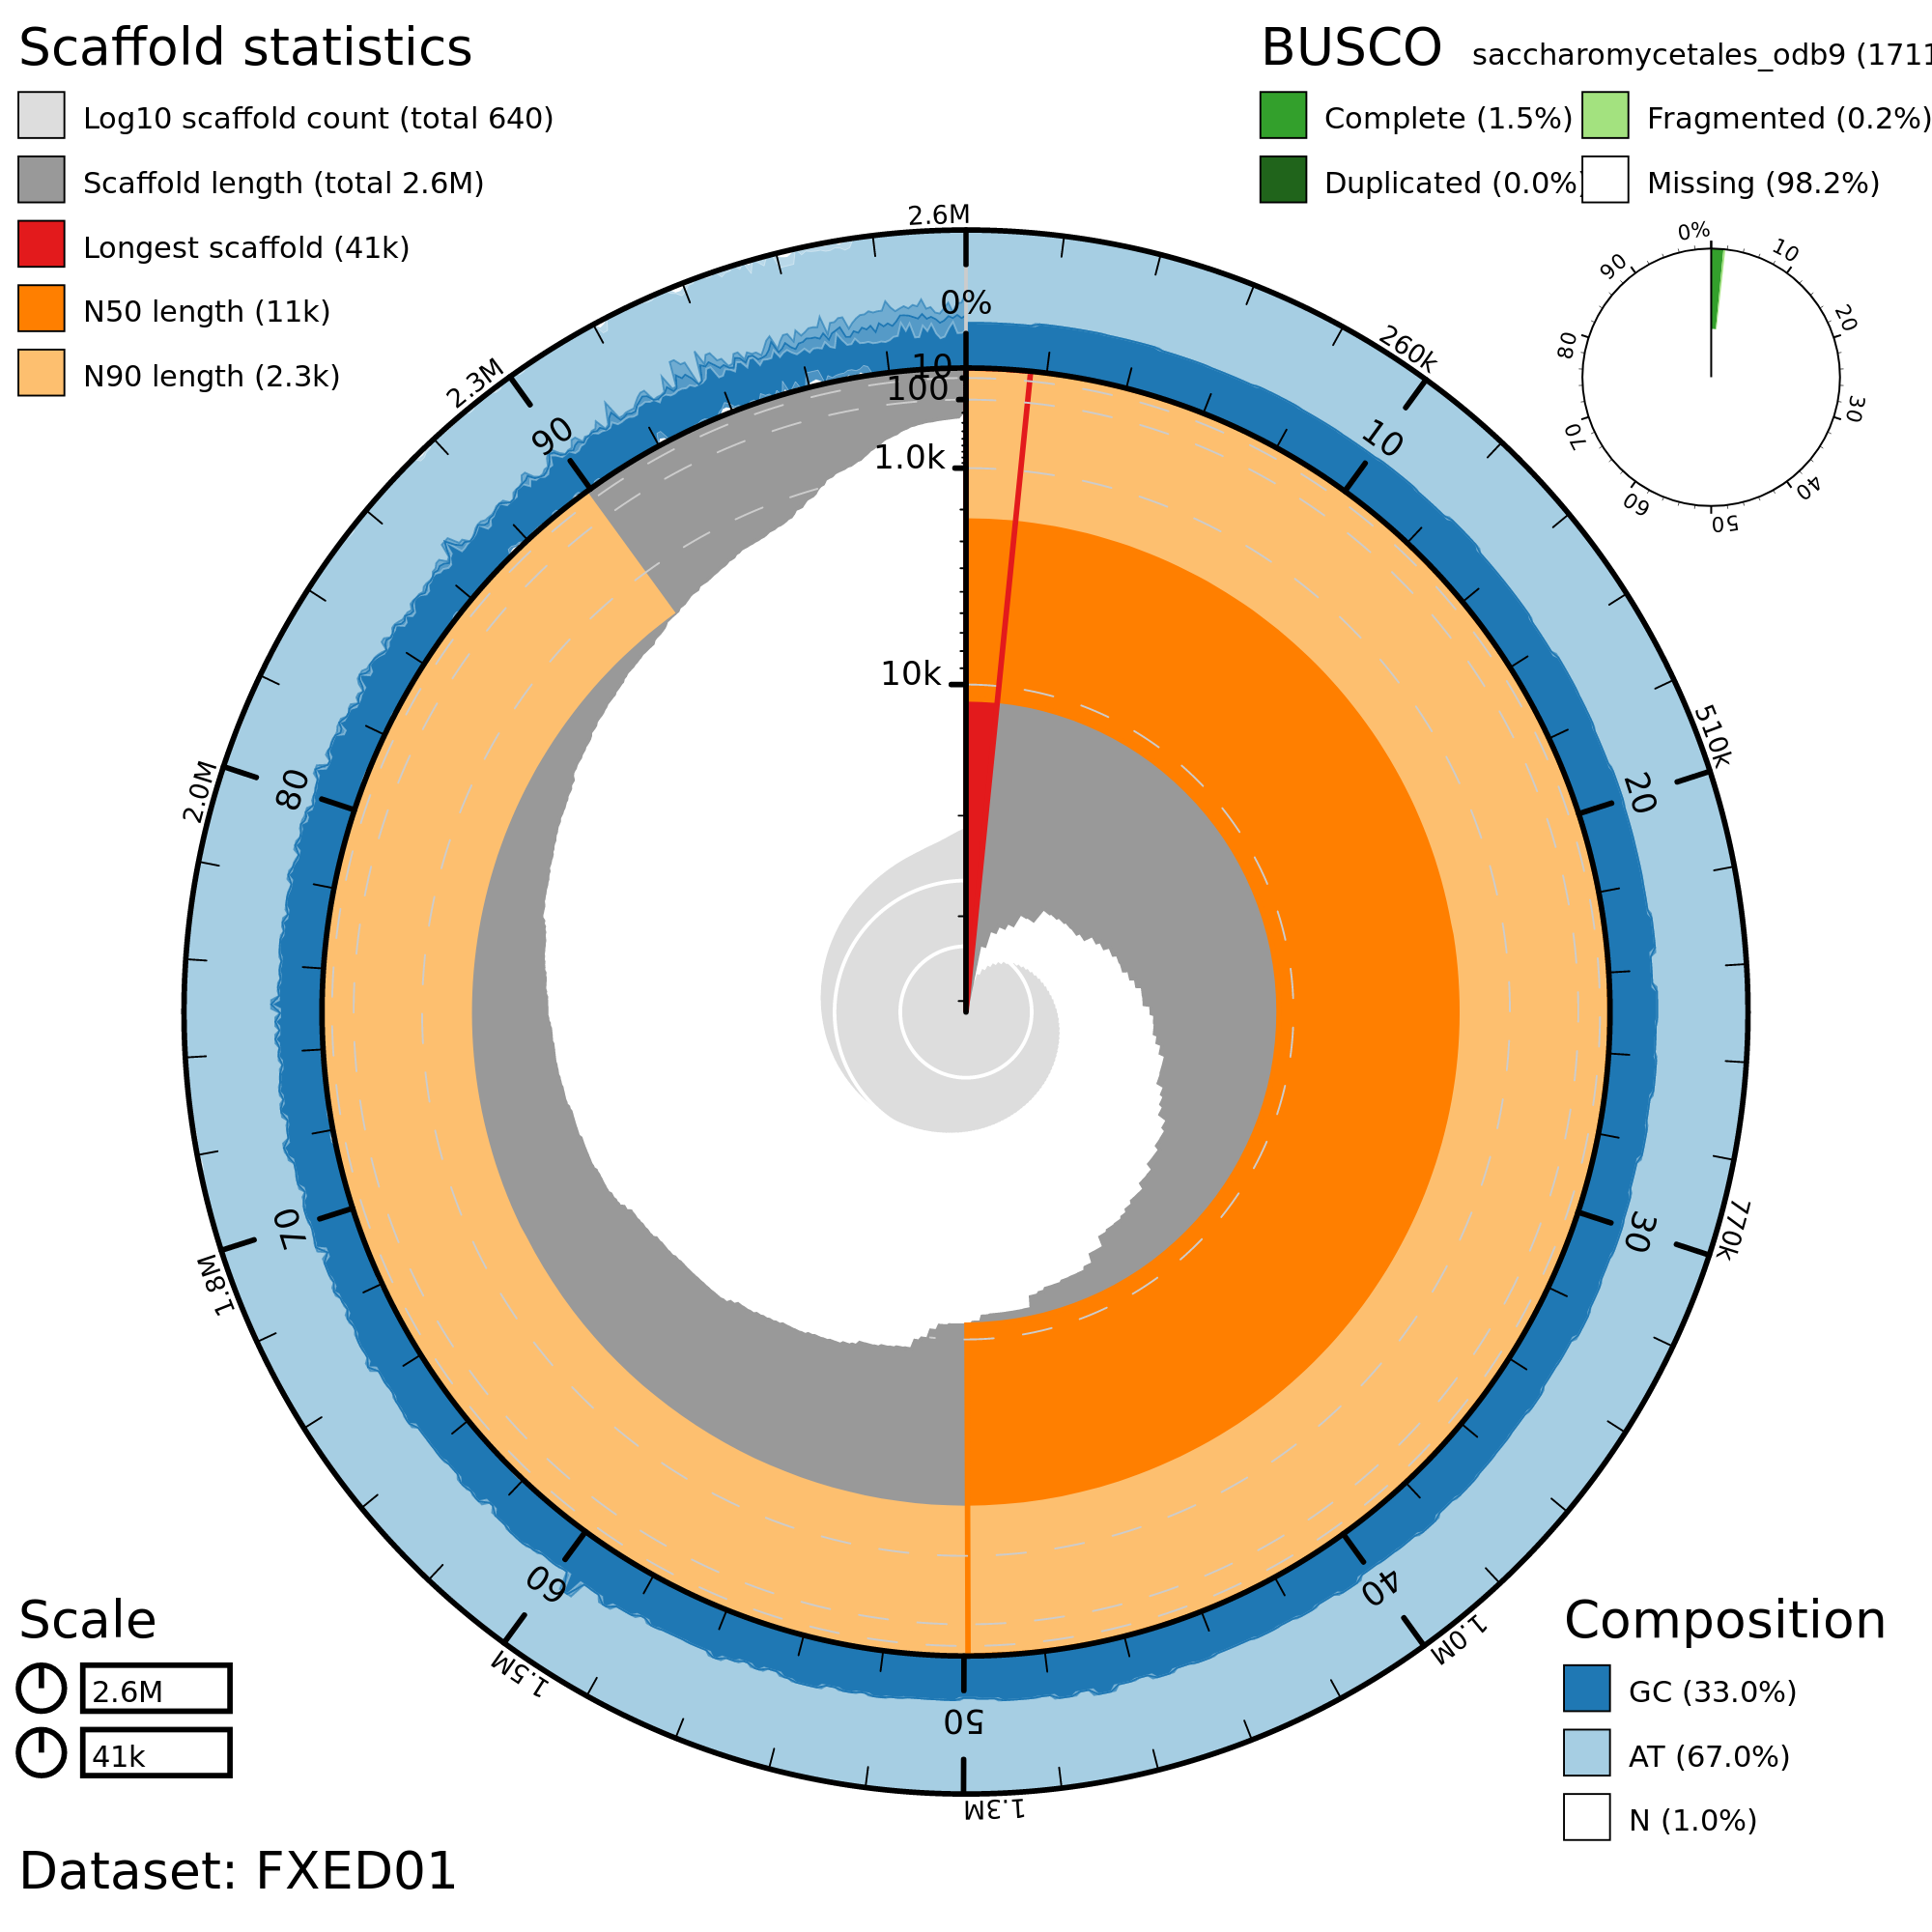 Scaffold statistics
Log10 scaffold count (total 640)
Scaffold length (total 2.6M)
Longest scaffold (41k)
N50 length (11k)
N90 length (2.3k)
BUSCO saccharomycetales_odb9 (1711
Complete (1.5%)
Fragmented (0.2%)
Duplicated (0.0%)
Missing (98.2%)
0%
10
20
30
40
50
60
70
80
90
2.6M
260k
510k
770k
1.0M
1.3M
1.5M
1.8M
2.0M
2.3M
0%
10
20
30
40
50
60
70
80
90
10
100
1.0k
10k
Scale
2.6M
41k
Composition
GC (33.0%)
AT (67.0%)
N (1.0%)
Dataset: FXED01